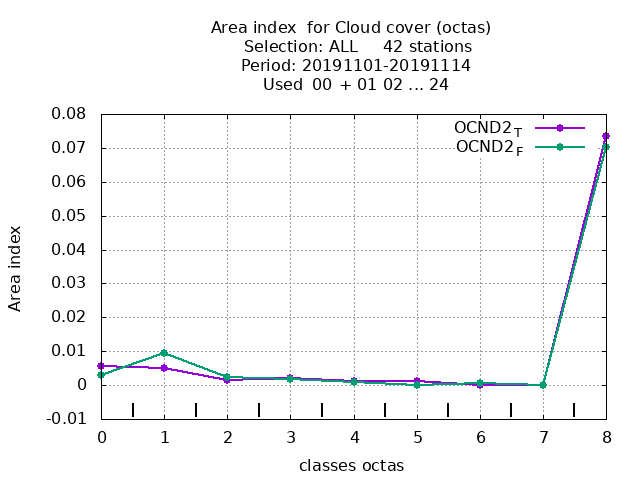 Area index  for Cloud cover (octas)
Selection: ALL     42 stations
Period: 20191101-20191114
Used  00 + 01 02 ... 24
OCND2_T
OCND2_F
0.08
0.07
0.06
0.05
0.04
0.03
0.02
0.01
0
-0.01
Area index
0 1 2 3 4 5 6 7 8
classes octas